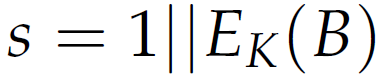 s = 1||E_K(B)